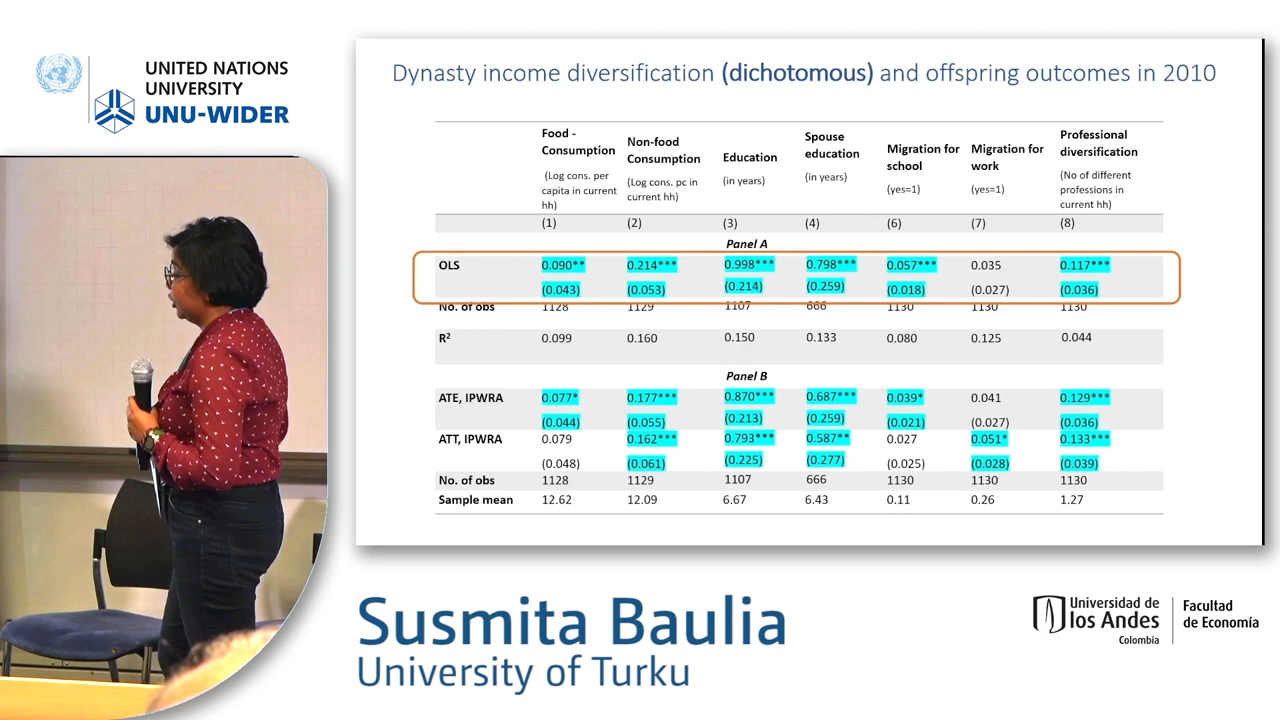 UNITED NATIONS
UNIVERSITY
UNU-WIDER
Dynasty income diversification (dichotomous) and offspring outcomes in 2010
Food - Consumption (Log cons. per capita in current hh)
Non-food Consumption (Log cons. pc in current hh)
Education (in years)
Spouse education (in years)
Migration for school (yes=1)
Migration for work (yes=1)
Professional diversification (No of different professions in current hh)
(1) (2) (3) (4) (6) (7) (8)
Panel A
OLS 0.090** 0.214*** 0.998*** 0.798*** 0.057*** 0.035 0.117***
(0.043) (0.053) (0.214) (0.259) (0.018) (0.027) (0.036)
No. of obs 1128 1129 1107 666 1130 1130 1130
R² 0.099 0.160 0.150 0.133 0.080 0.125 0.044
Panel B
ATE, IPWRA 0.077* 0.177*** 0.870*** 0.687*** 0.039* 0.041 0.129***
(0.044) (0.055) (0.213) (0.259) (0.021) (0.027) (0.036)
ATT, IPWRA 0.079 0.162*** 0.793*** 0.587** 0.027 0.051* 0.133***
(0.048) (0.061) (0.225) (0.277) (0.025) (0.028) (0.039)
No. of obs 1128 1129 1107 666 1130 1130 1130
Sample mean 12.62 12.09 6.67 6.43 0.11 0.26 1.27
Susmita Baulia
University of Turku
Universidad de
los Andes
Colombia
Facultad
de Economía